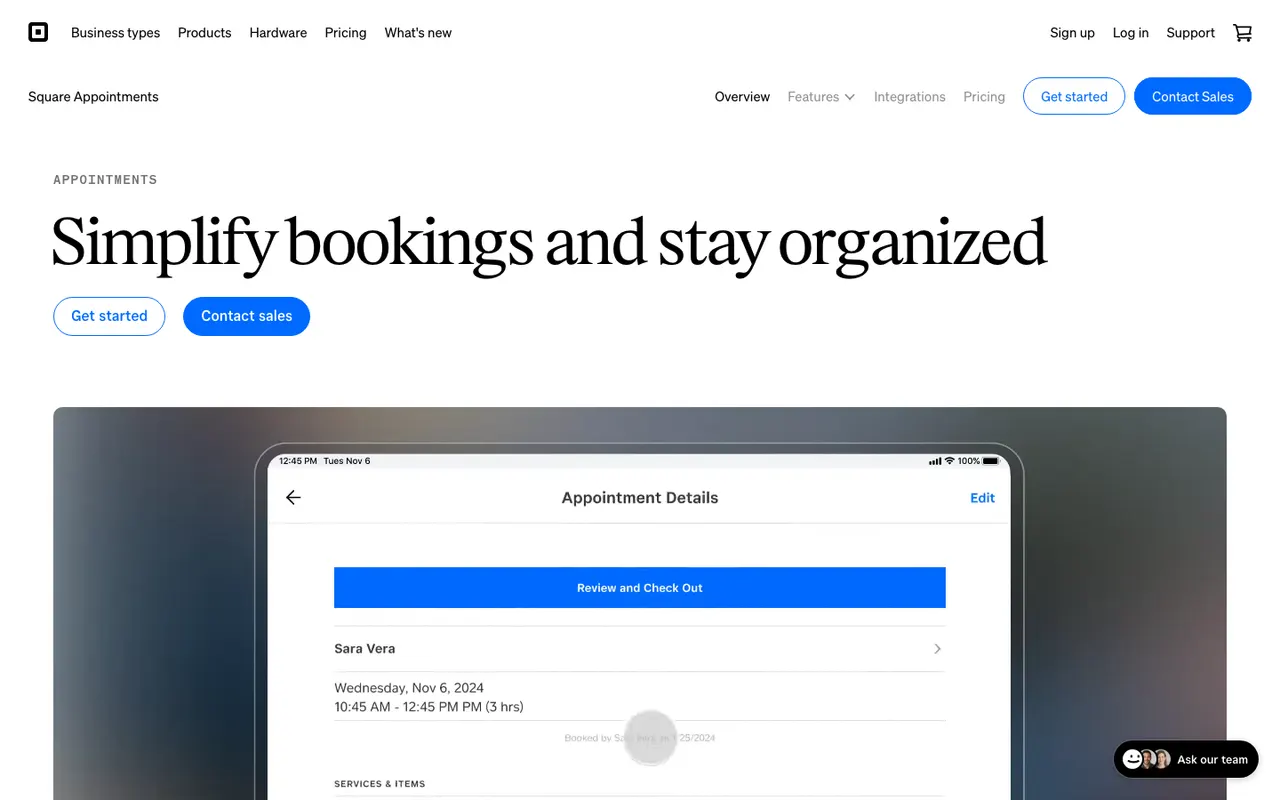 Business types Products Hardware Pricing What's new Sign up Log in Support
Square Appointments Overview Features Integrations Pricing Get started Contact Sales
APPOINTMENTS
Simplify bookings and stay organized
Get started Contact sales
12:45 PM Tues Nov 6 100%
Appointment Details Edit
Review and Check Out
Sara Vera
Wednesday, Nov 6, 2024
10:45 AM - 12:45 PM PM (3 hrs)
Booked by
Ask our team
SERVICES & ITEMS